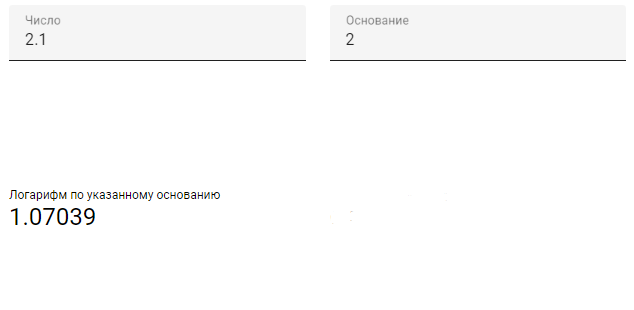 Число
2.1
Основание
2
Логарифм по указанному основанию
1.07039